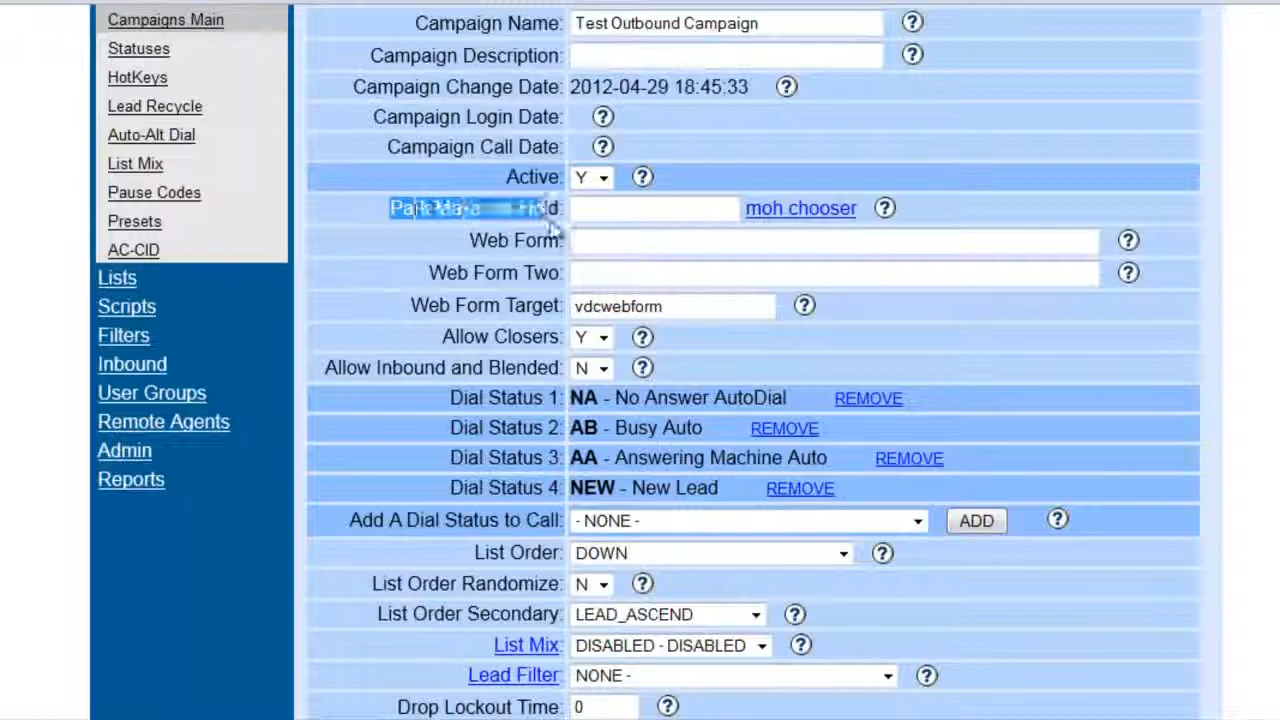 Campaigns Main
Statuses
HotKeys
Lead Recycle
Auto-Alt Dial
List Mix
Pause Codes
Presets
AC-CID
Lists
Scripts
Filters
Inbound
User Groups
Remote Agents
Admin
Reports
Campaign Name: Test Outbound Campaign ?
Campaign Description: ?
Campaign Change Date: 2012-04-29 18:45:33 ?
Campaign Login Date: ?
Campaign Call Date: ?
Active: Y ?
moh chooser ?
Web Form: ?
Web Form Two: ?
Web Form Target: vdcwebform ?
Allow Closers: Y ?
Allow Inbound and Blended: N ?
Dial Status 1: NA - No Answer AutoDial REMOVE
Dial Status 2: AB - Busy Auto REMOVE
Dial Status 3: AA - Answering Machine Auto REMOVE
Dial Status 4: NEW - New Lead REMOVE
Add A Dial Status to Call: - NONE - ADD ?
List Order: DOWN ?
List Order Randomize: N ?
List Order Secondary: LEAD_ASCEND ?
List Mix: DISABLED - DISABLED ?
Lead Filter: NONE - ?
Drop Lockout Time: 0 ?